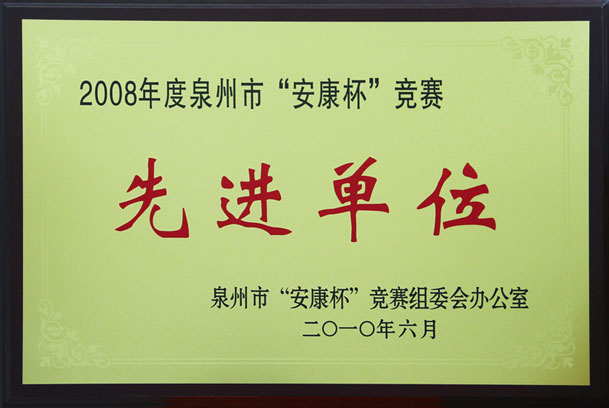 2008年度泉州市“安康杯”竞赛
先进单位
泉州市“安康杯”竞赛组委会办公室
二〇一〇年六月